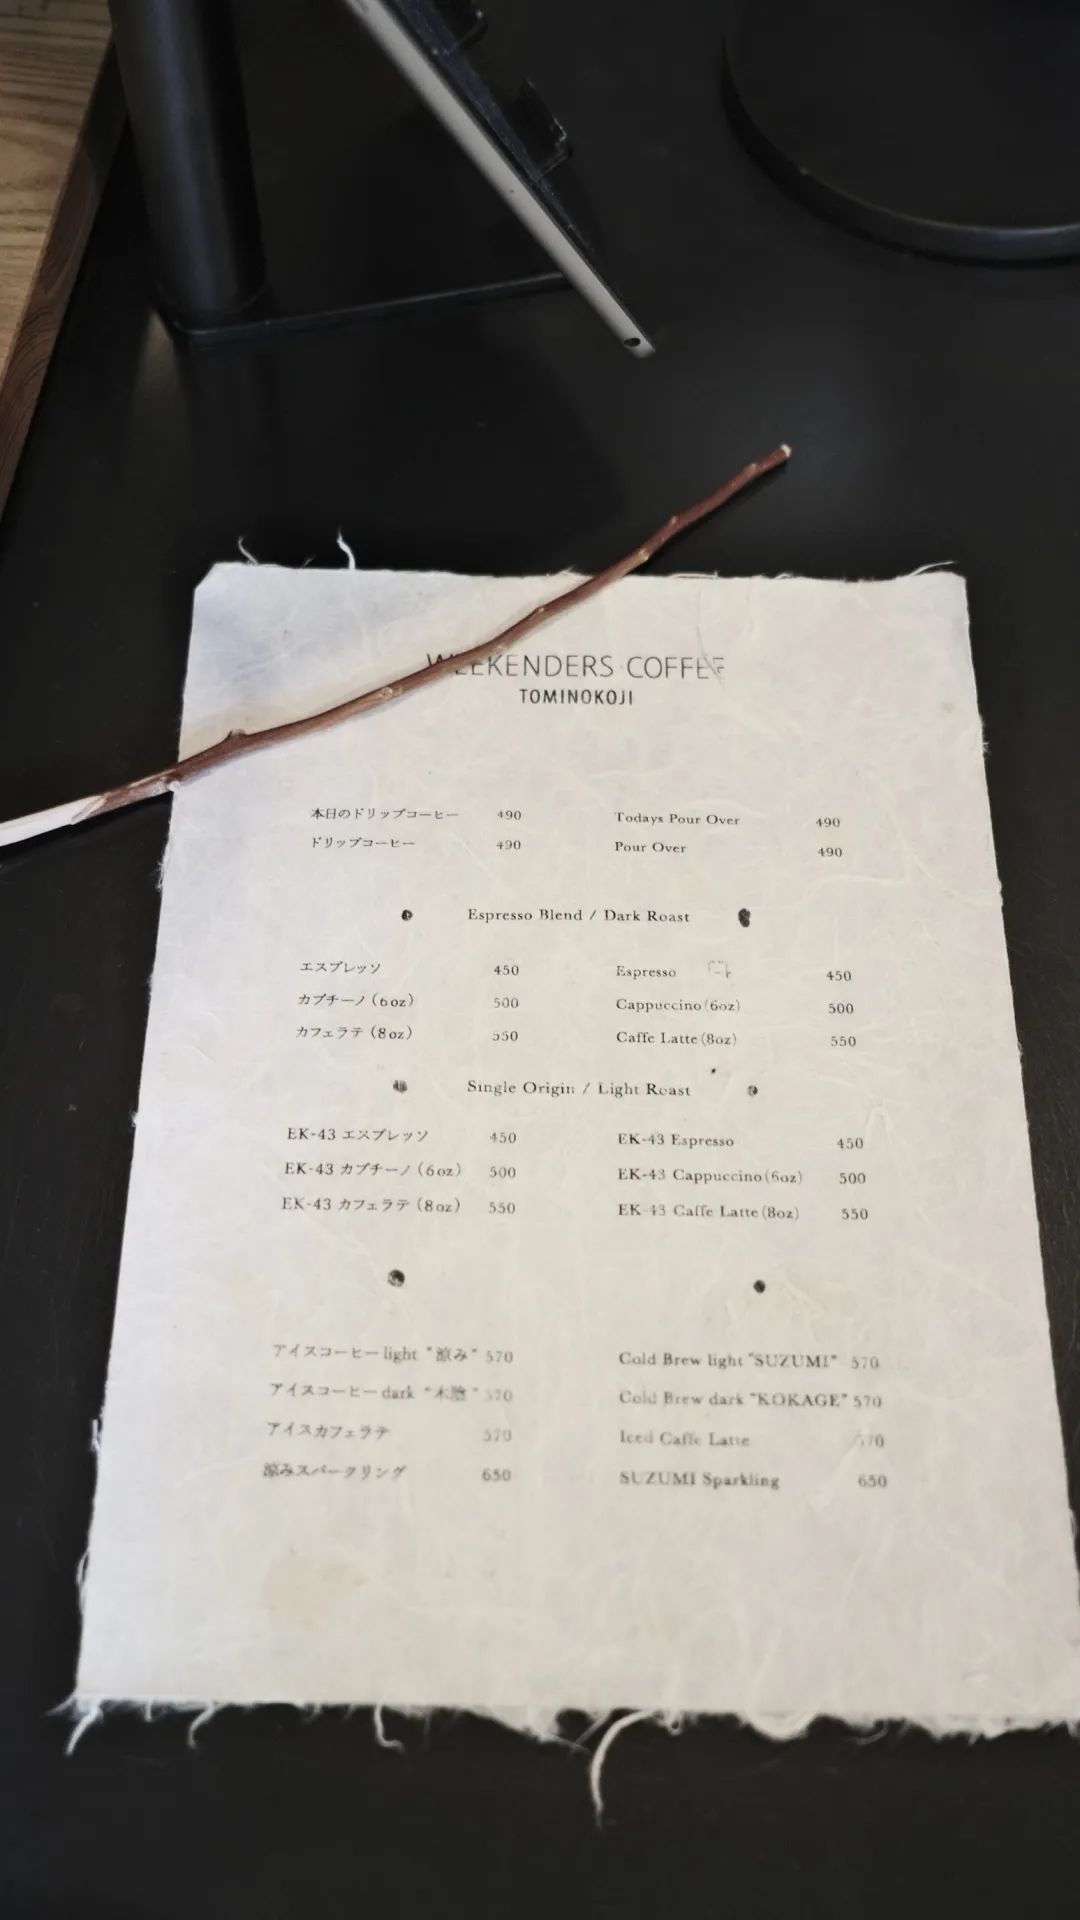 WEEKENDERS COFFEE
TOMINOKOJI
本日のドリップコーヒー 490 Todays Pour Over 490
ドリップコーヒー 490 Pour Over 490
Espresso Blend / Dark Roast
エスプレッソ 450 Espresso 450
カプチーノ (6oz) 500 Cappuccino (6oz) 500
カフェラテ (8oz) 550 Caffe Latte (8oz) 550
Single Origin / Light Roast
EK-43 エスプレッソ 450 EK-43 Espresso 450
EK-43 カプチーノ (6oz) 500 EK-43 Cappuccino (6oz) 500
EK-43 カフェラテ (8oz) 550 EK-43 Caffe Latte (8oz) 550
アイスコーヒー light "涼み" 570 Cold Brew light "SUZUMI" 570
アイスコーヒー dark "木陰" 570 Cold Brew dark "KOKAGE" 570
アイスカフェラテ 570 Iced Caffe Latte 570
涼みスパークリング 650 SUZUMI Sparkling 650